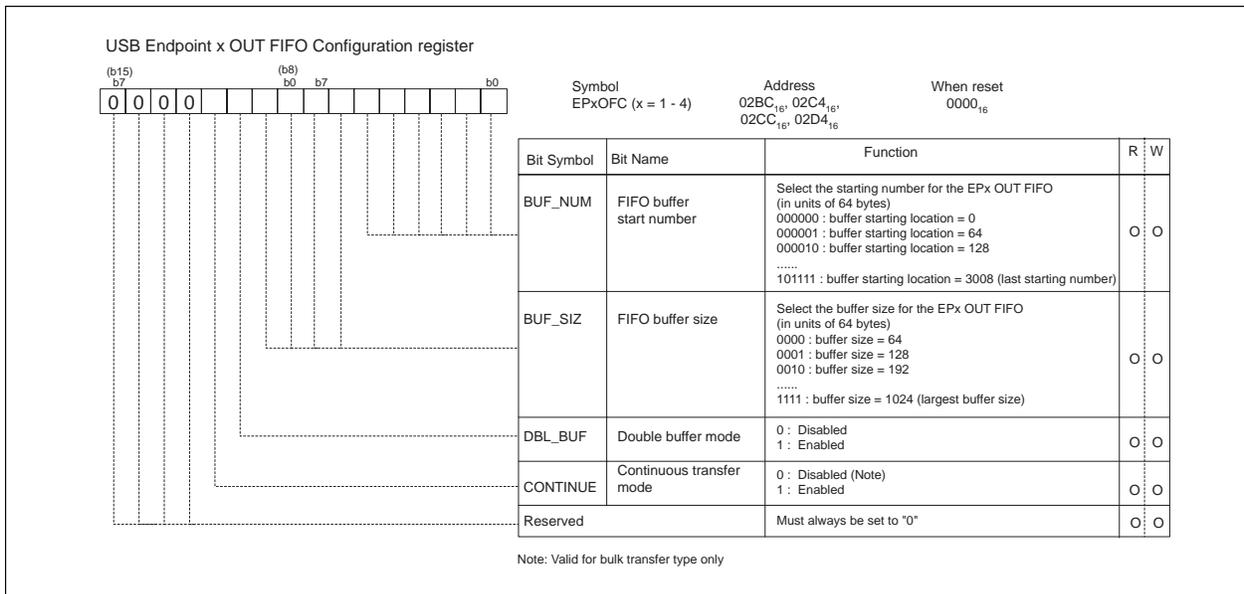 USB Endpoint x OUT FIFO Configuration register
(b15) (b8)
b7 b0 b7 b0
0 0 0 0
Symbol Address When reset
EPxOFC (x = 1 - 4) 02BC16, 02C416, 000016
02CC16, 02D416
Bit Symbol Bit Name Function R W
BUF_NUM FIFO buffer start number Select the starting number for the EPx OUT FIFO
(in units of 64 bytes)
000000 : buffer starting location = 0
000001 : buffer starting location = 64 O O
000010 : buffer starting location = 128
......
101111 : buffer starting location = 3008 (last starting number)
BUF_SIZ FIFO buffer size Select the buffer size for the EPx OUT FIFO
(in units of 64 bytes)
0000 : buffer size = 64
0001 : buffer size = 128
0010 : buffer size = 192 O O
......
1111 : buffer size = 1024 (largest buffer size)
DBL_BUF Double buffer mode 0 : Disabled
1 : Enabled O O
CONTINUE Continuous transfer mode 0 : Disabled (Note)
1 : Enabled O O
Reserved Must always be set to "0" O O
Note: Valid for bulk transfer type only